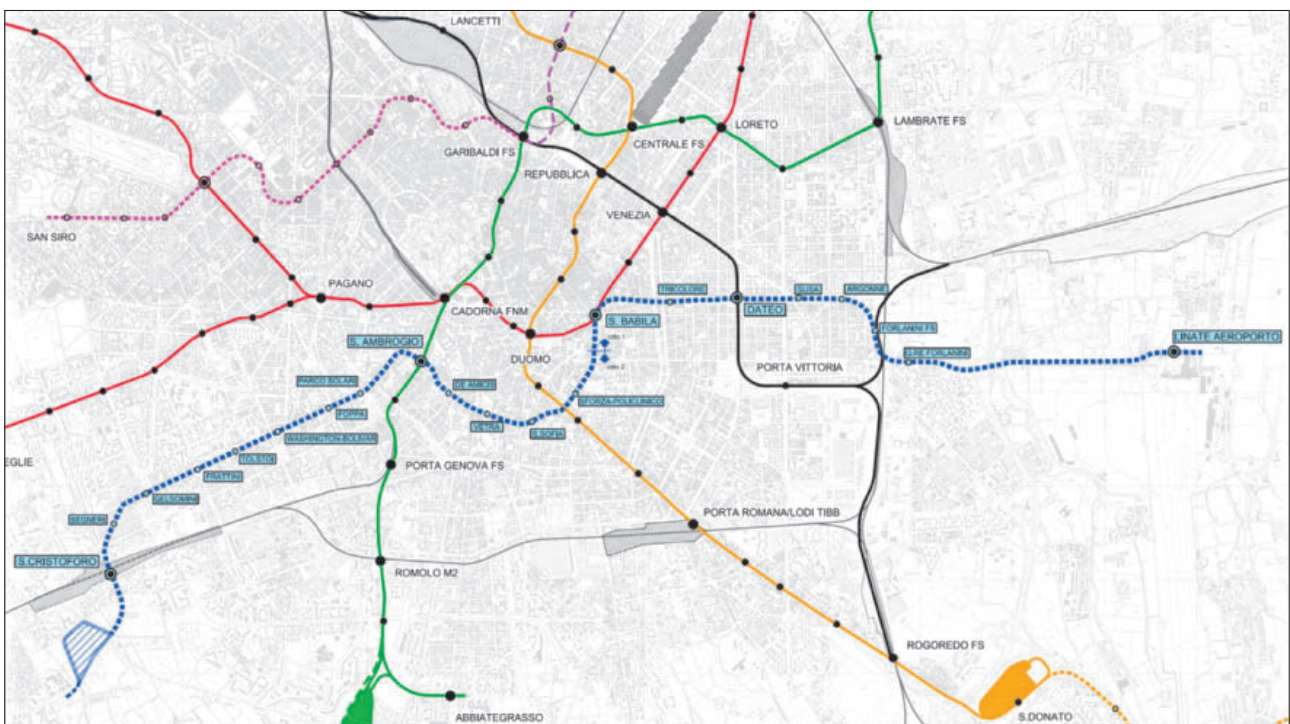 LANCETTI
GARIBALDI FS
CENTRALE FS
LORETO
LAMBRATE FS
REPUBBLICA
VENEZIA
SAN SIRO
PAGANO
CADORNA FNM
S. AMBROGIO
DUOMO
S. BABILA
TRICOLORE
DATEO
SUSA
ARGONNE
FORLANINI FS
Q.RE FORLANINI
LINATE AEROPORTO
PORTA VITTORIA
PARCO SOLARI
FOPPA
WASHINGTON-BOLIVAR
TOLSTOI
FRATTINI
GELSOMINI
SEGNERI
S.CRISTOFORO
DE AMICIS
VETRA
S.SOFIA
SFORZA-POLICLINICO
EGLIE
PORTA GENOVA FS
PORTA ROMANA/LODI TIBB
ROMOLO M2
ROGOREDO FS
ABBIATEGRASSO
S.DONATO